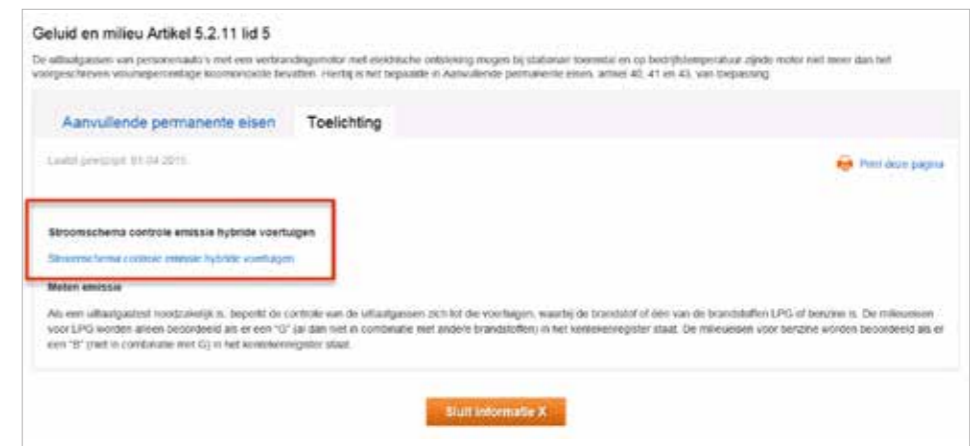 Geluid en milieu Artikel 5.2.11 lid 5
De uitlaatgassen van personenauto's met een verbrandingsmotor met elektrische ontsteking mogen bij stationair toerental en op bedrijfstemperatuur zijnde motor niet meer dan het
voorgeschreven volumepercentage koolmonoxide bevatten. Hierbij is het bepaalde in Aanvullende permanente eisen, artikel 40, 41 en 43, van toepassing.
Aanvullende permanente eisen Toelichting
Laatst gewijzigd: 01-04-2015
Print deze pagina
Stroomschema controle emissie hybride voertuigen
Stroomschema controle emissie hybride voertuigen
Meten emissie
Als een uitlaatgastest noodzakelijk is, beperkt de controle van de uitlaatgassen zich tot die voertuigen, waarbij de brandstof of één van de brandstoffen LPG of benzine is. De milieueisen
voor LPG worden alleen beoordeeld als er een "G" (al dan niet in combinatie met andere brandstoffen) in het kentekenregister staat. De milieueisen voor benzine worden beoordeeld als er
een "B" (niet in combinatie met G) in het kentekenregister staat.
Sluit informatie X